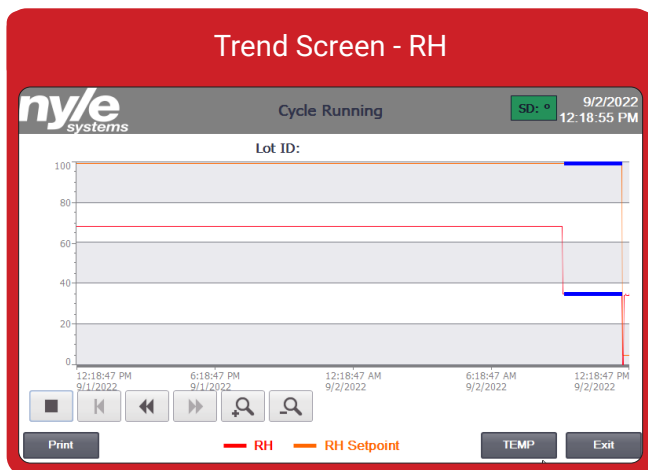 Trend Screen - RH
nyle
systems
Cycle Running
SD: º
9/2/2022
12:18:55 PM
Lot ID:
100
80
60
40
20
0
12:18:47 PM
9/1/2022
6:18:47 PM
9/1/2022
12:18:47 AM
9/2/2022
6:18:47 AM
9/2/2022
12:18:47 PM
9/2/2022
Print
RH
RH Setpoint
TEMP
Exit